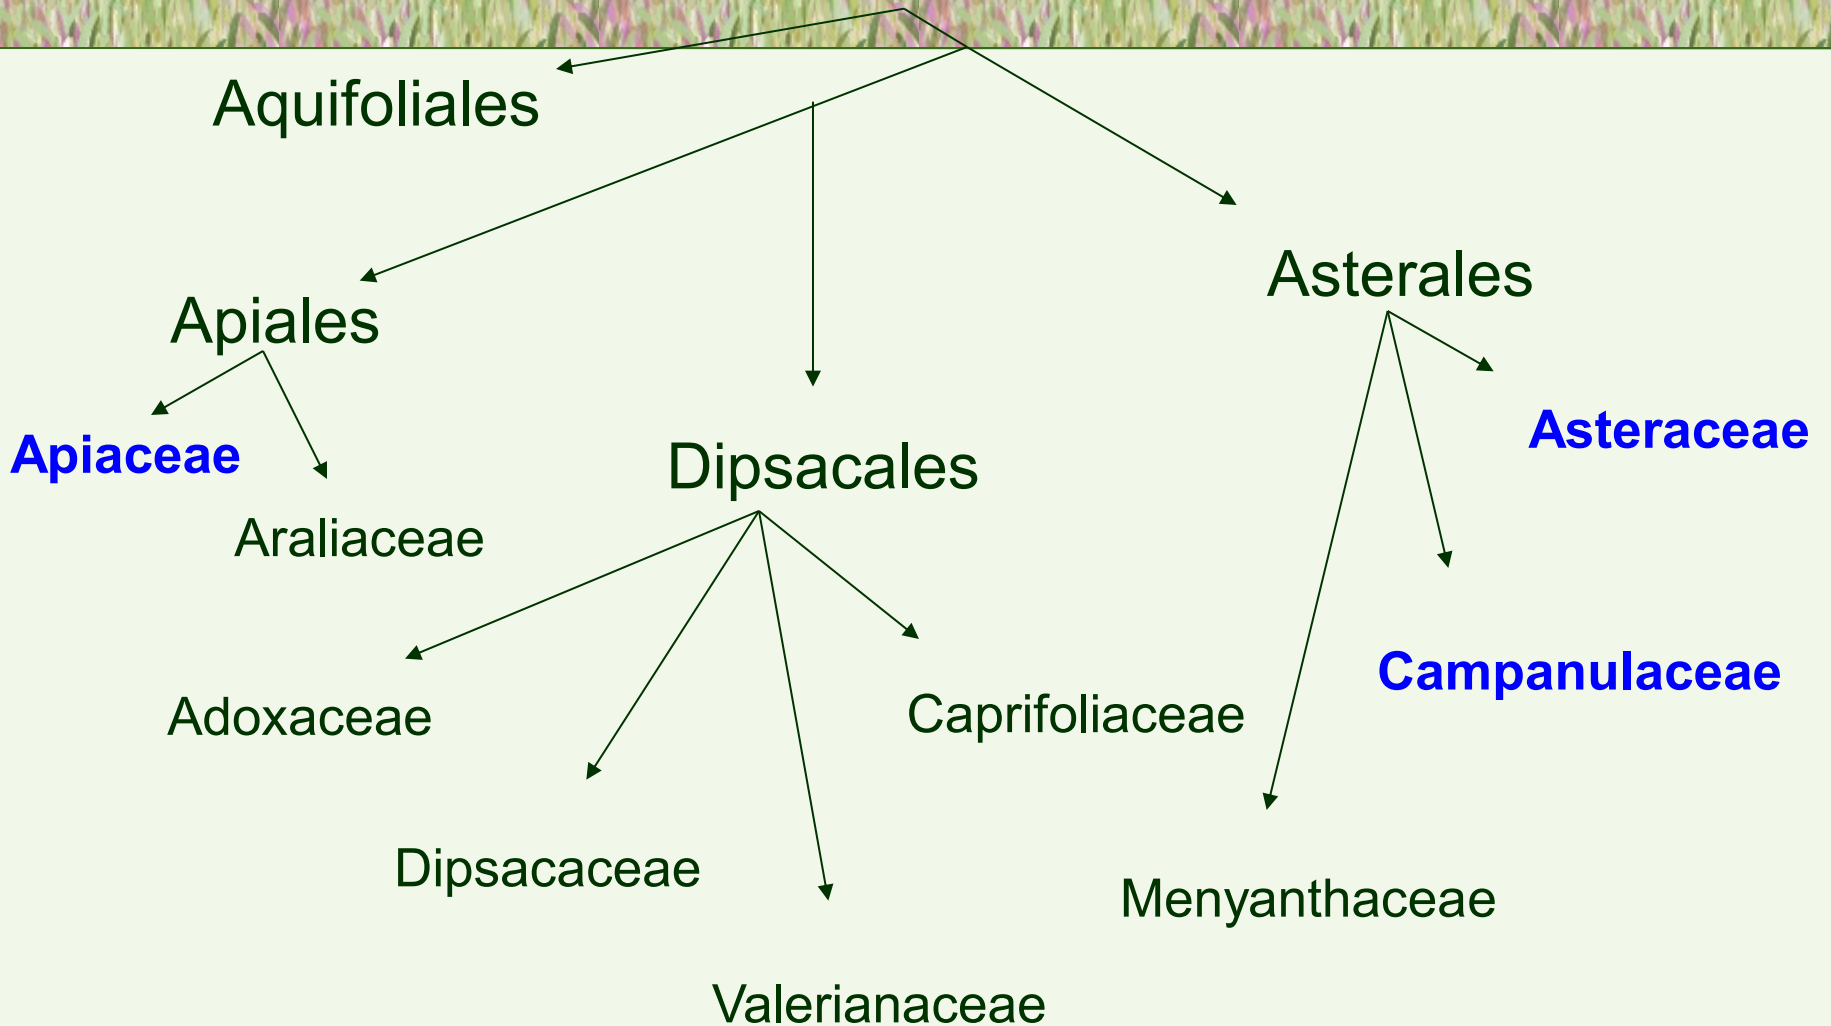 Aquifoliales
Asterales
Apiales
Asteraceae
Apiaceae
Dipsacales
Araliaceae
Campanulaceae
Adoxaceae
Caprifoliaceae
Dipsacaceae
Menyanthaceae
Valerianaceae